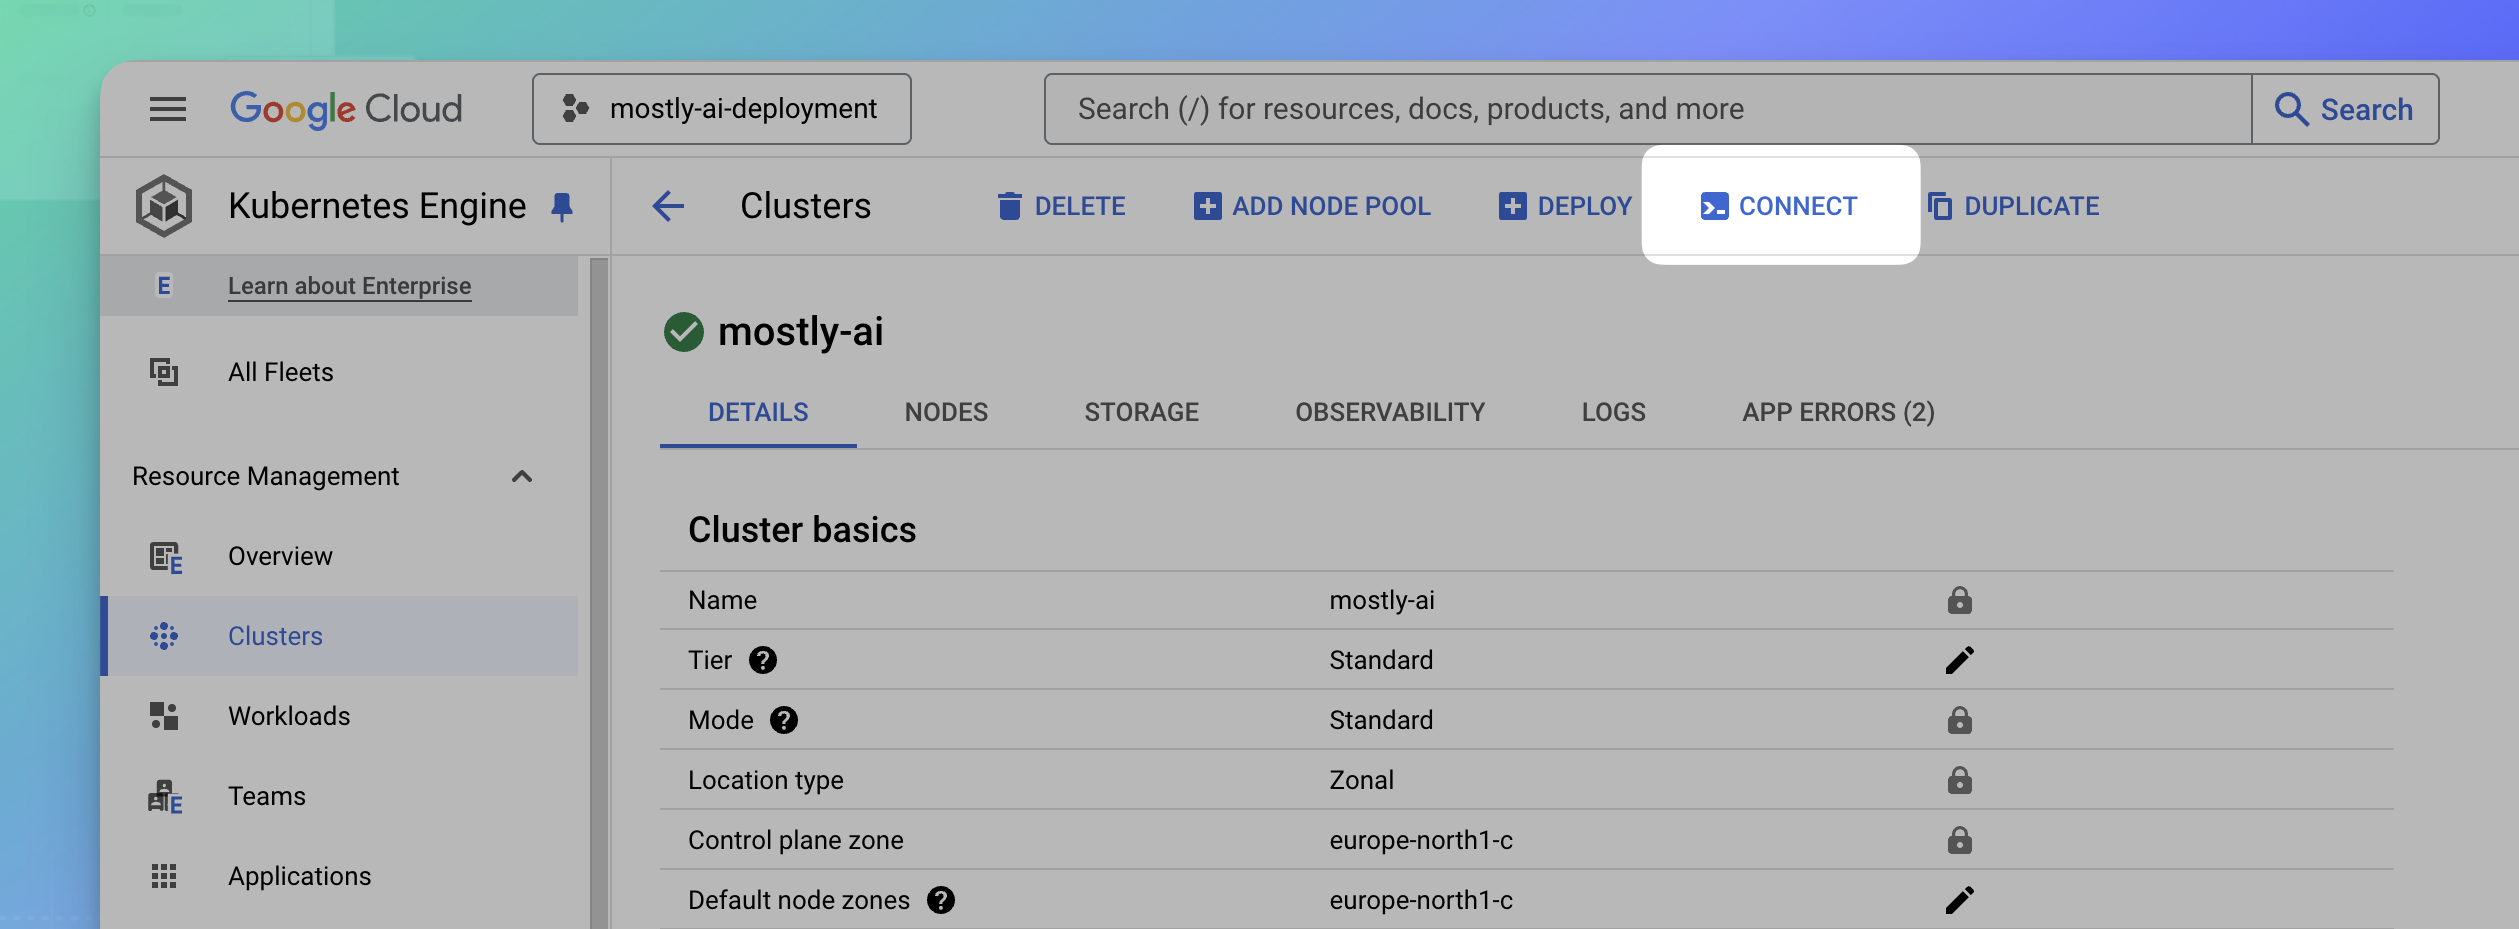 Google Cloud
mostly-ai-deployment
Search (/) for resources, docs, products, and more
Search
Kubernetes Engine
Clusters
DELETE
ADD NODE POOL
DEPLOY
CONNECT
DUPLICATE
E
Learn about Enterprise
All Fleets
Resource Management
E
Overview
Clusters
Workloads
E
Teams
Applications
mostly-ai
DETAILS
NODES
STORAGE
OBSERVABILITY
LOGS
APP ERRORS (2)
Cluster basics
Name mostly-ai
Tier ? Standard
Mode ? Standard
Location type Zonal
Control plane zone europe-north1-c
Default node zones ? europe-north1-c